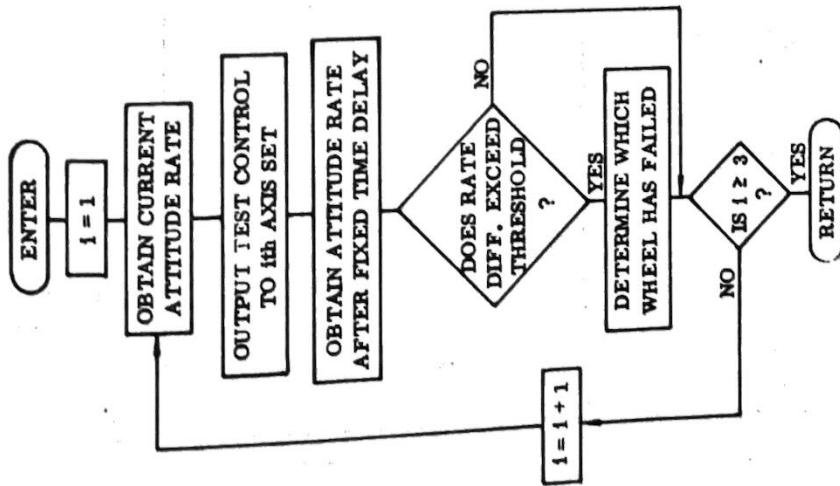 ENTER
i = 1
OBTAIN CURRENT
ATTITUDE RATE
OUTPUT TEST CONTROL
TO ith AXIS SET
OBTAIN ATTITUDE RATE
AFTER FIXED TIME DELAY
DOES RATE
DIFF. EXCEED
THRESHOLD
?
NO
YES
DETERMINE WHICH
WHEEL HAS FAILED
IS i ≥ 3
?
NO
YES
i = i + 1
RETURN